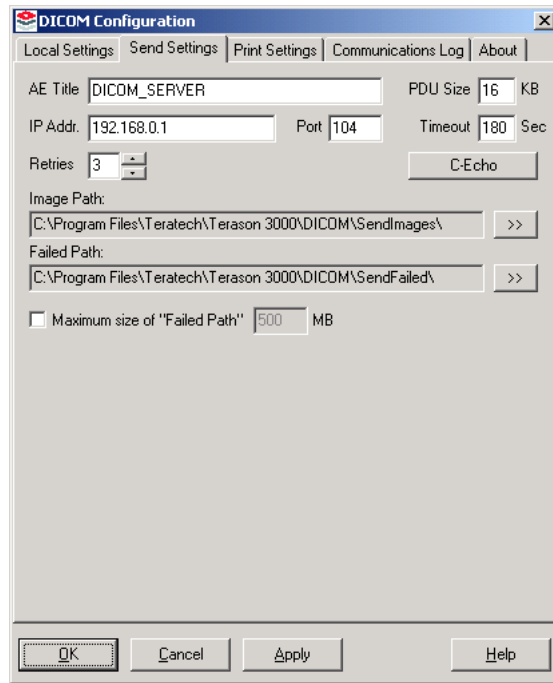 DICOM Configuration
Local Settings Send Settings Print Settings Communications Log About
AE Title DICOM_SERVER PDU Size 16 KB
IP Addr. 192.168.0.1 Port 104 Timeout 180 Sec
Retries 3 C-Echo
Image Path:
C:\Program Files\Teratech\Terason 3000\DICOM\SendImages\ >>
Failed Path:
C:\Program Files\Teratech\Terason 3000\DICOM\SendFailed\ >>
Maximum size of "Failed Path" 500 MB
OK Cancel Apply Help